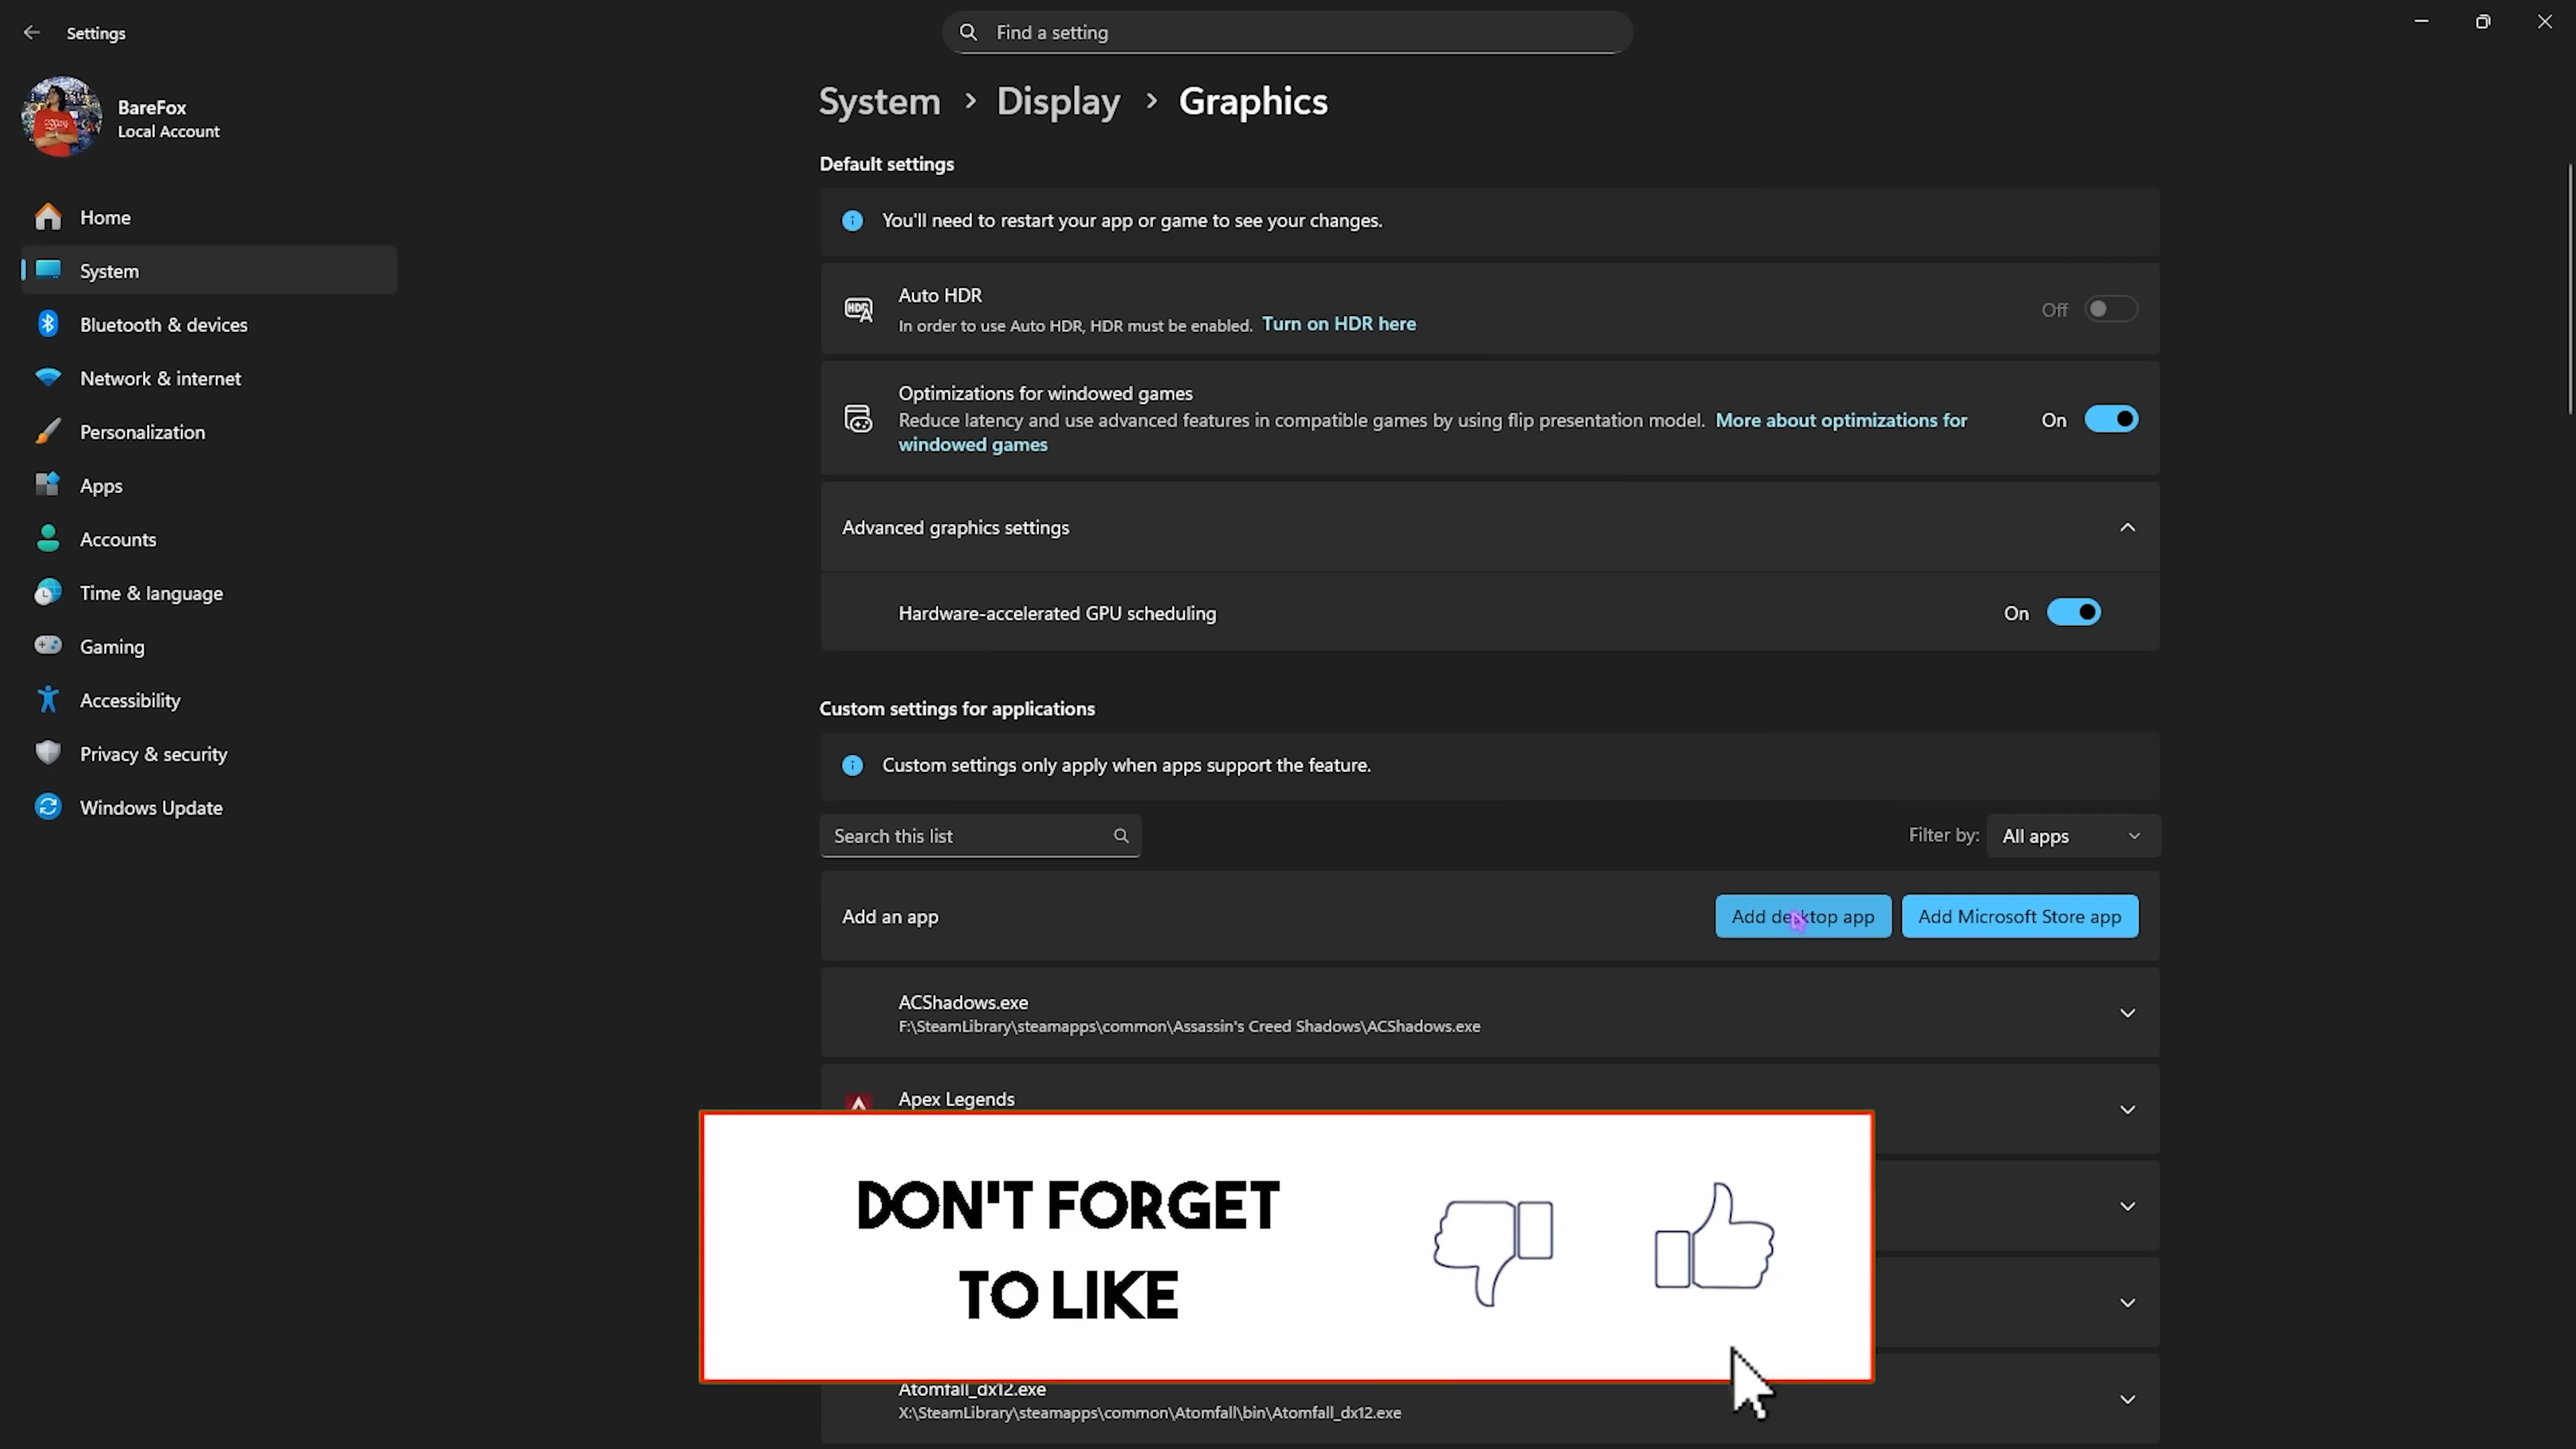 Settings
Find a setting
BareFox
Local Account
Home
System
Bluetooth & devices
Network & internet
Personalization
Apps
Accounts
Time & language
Gaming
Accessibility
Privacy & security
Windows Update
System > Display > Graphics
Default settings
You'll need to restart your app or game to see your changes.
Auto HDR
In order to use Auto HDR, HDR must be enabled. Turn on HDR here
Off
Optimizations for windowed games
Reduce latency and use advanced features in compatible games by using flip presentation model. More about optimizations for
windowed games
On
Advanced graphics settings
Hardware-accelerated GPU scheduling
On
Custom settings for applications
Custom settings only apply when apps support the feature.
Search this list
Filter by: All apps
Add an app
Add desktop app
Add Microsoft Store app
ACShadows.exe
F:\SteamLibrary\steamapps\common\Assassin's Creed Shadows\ACShadows.exe
Apex Legends
DON'T FORGET
TO LIKE
Atomfall_dx12.exe
X:\SteamLibrary\steamapps\common\Atomfall\bin\Atomfall_dx12.exe